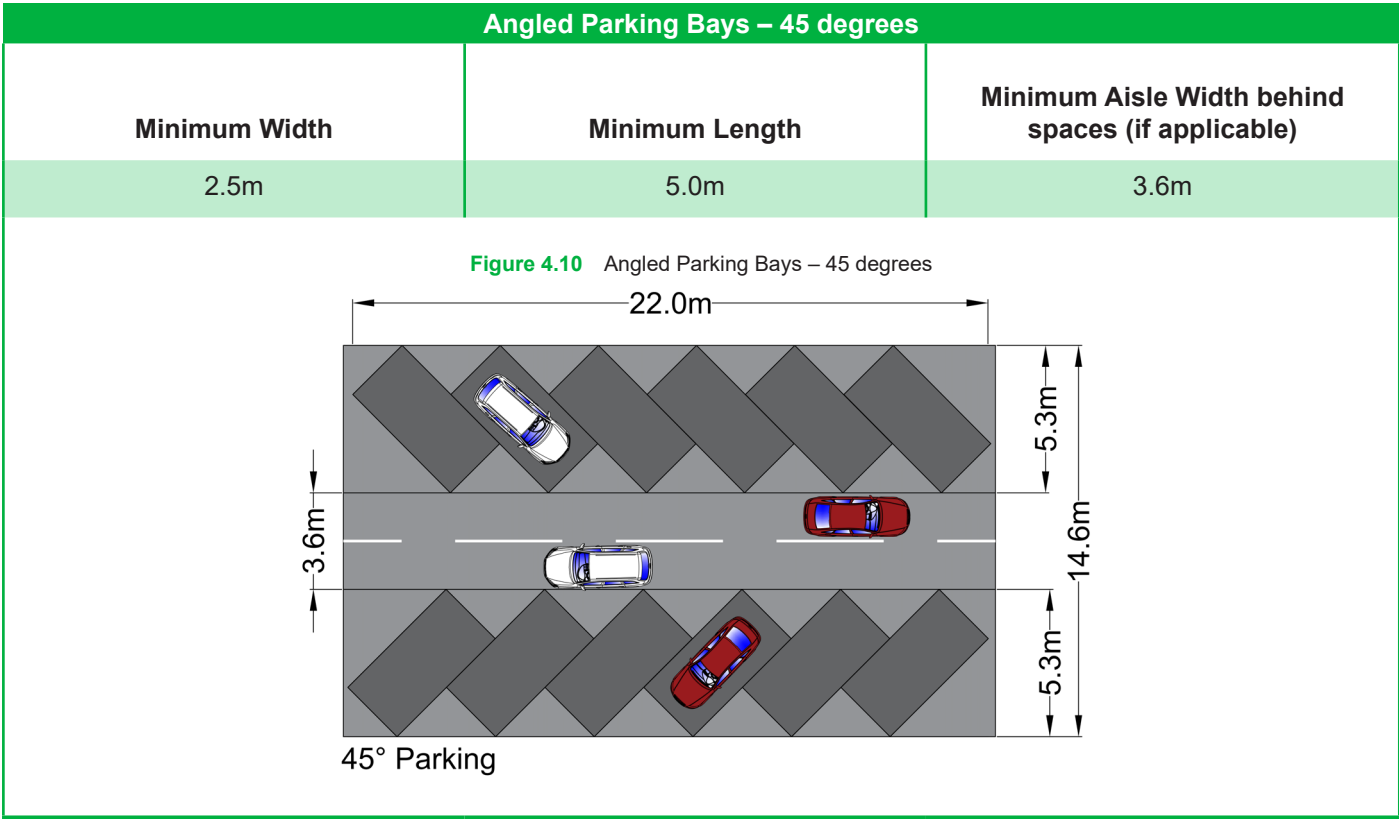 Angled Parking Bays – 45 degrees
Minimum Width
Minimum Length
Minimum Aisle Width behind
spaces (if applicable)
2.5m
5.0m
3.6m
Figure 4.10 Angled Parking Bays – 45 degrees
22.0m
5.3m
3.6m
14.6m
5.3m
45° Parking